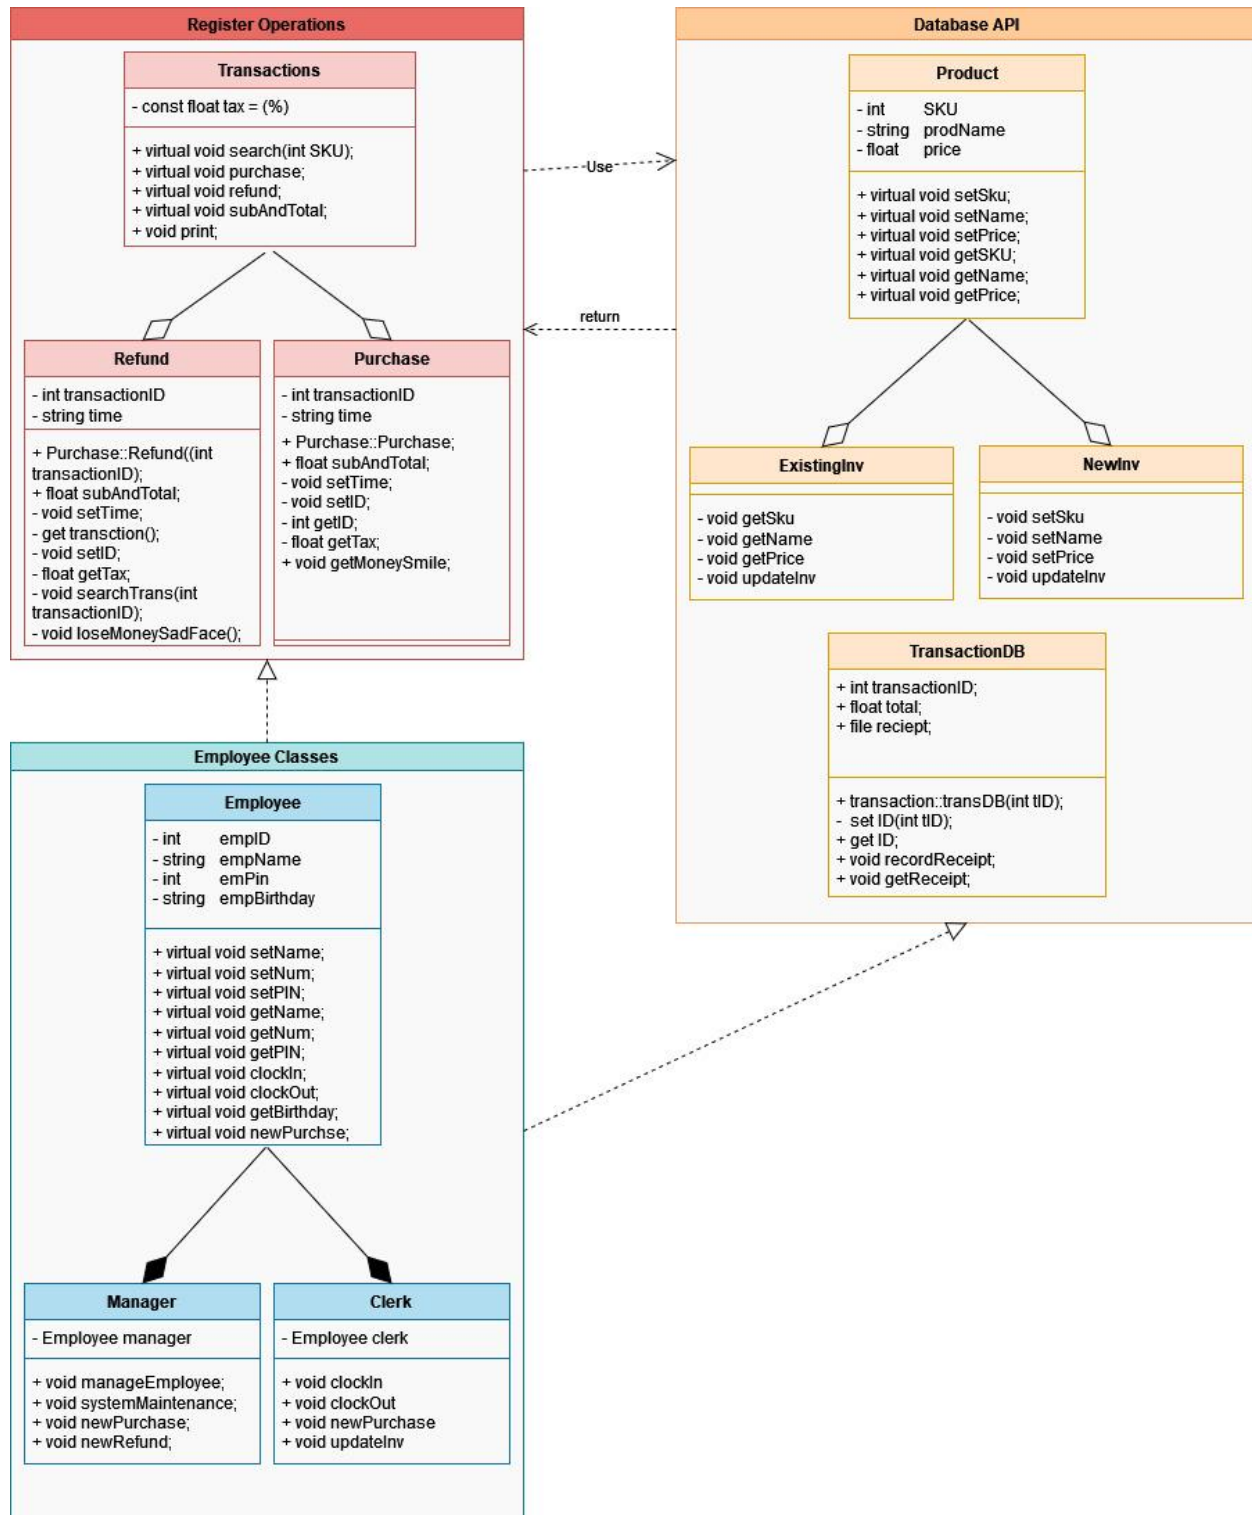 Register Operations
Transactions
- const float tax = (%)
+ virtual void search(int SKU);
+ virtual void purchase;
+ virtual void refund;
+ virtual void subAndTotal;
+ void print;
Refund
- int transactionID
- string time
+ Purchase::Refund((int
transactionID);
+ float subAndTotal;
- void setTime;
- get transction();
- void setID;
- float getTax;
- void searchTrans(int
transactionID);
- void loseMoneySadFace();
Purchase
- int transactionID
- string time
+ Purchase::Purchase;
+ float subAndTotal;
- void setTime;
- void setID;
- int getID;
- float getTax;
+ void getMoneySmile;
Use
return
Database API
Product
- int SKU
- string prodName
- float price
+ virtual void setSku;
+ virtual void setName;
+ virtual void setPrice;
+ virtual void getSKU;
+ virtual void getName;
+ virtual void getPrice;
ExistingInv
- void getSku
- void getName
- void getPrice
- void updateInv
NewInv
- void setSku
- void setName
- void setPrice
- void updateInv
TransactionDB
+ int transactionID;
+ float total;
+ file reciept;
+ transaction::transDB(int tID);
- set ID(int tID);
+ get ID;
+ void recordReceipt;
+ void getReceipt;
Employee Classes
Employee
- int empID
- string empName
- int emPin
- string empBirthday
+ virtual void setName;
+ virtual void setNum;
+ virtual void setPIN;
+ virtual void getName;
+ virtual void getNum;
+ virtual void getPIN;
+ virtual void clockIn;
+ virtual void clockOut;
+ virtual void getBirthday;
+ virtual void newPurchse;
Manager
- Employee manager
+ void manageEmployee;
+ void systemMaintenance;
+ void newPurchase;
+ void newRefund;
Clerk
- Employee clerk
+ void clockIn
+ void clockOut
+ void newPurchase
+ void updateInv